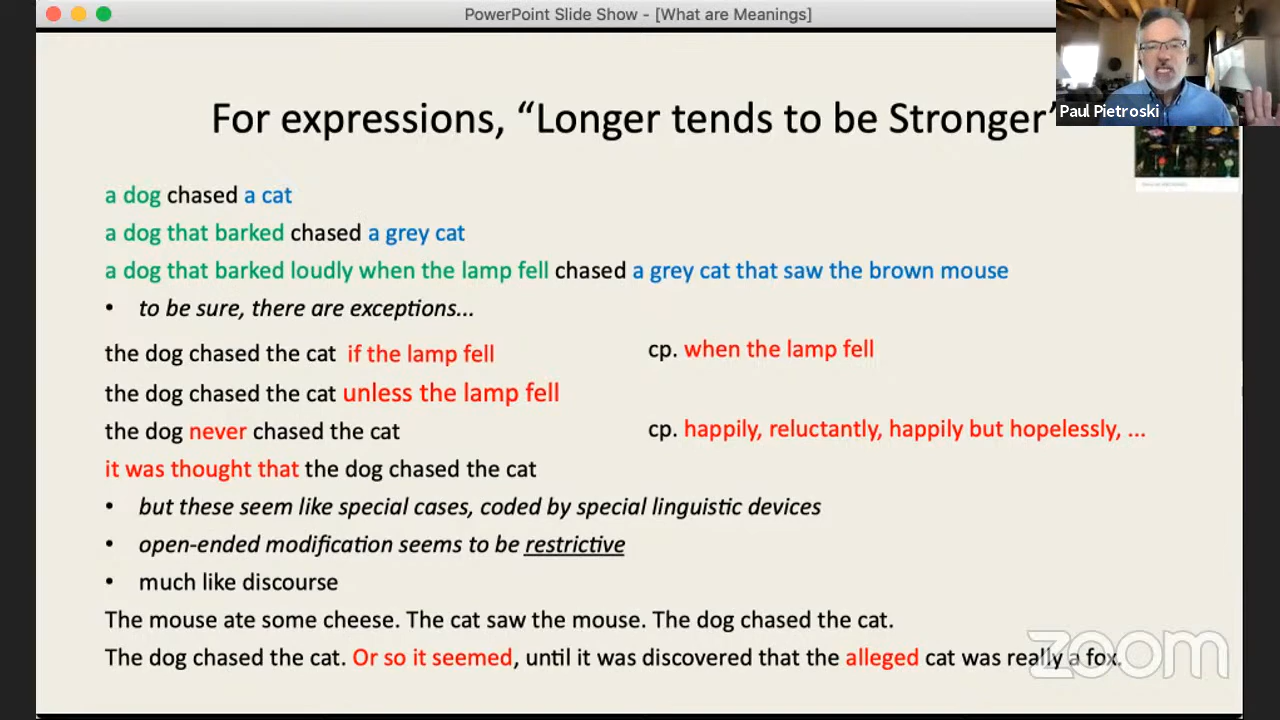 PowerPoint Slide Show - [What are Meanings]
Paul Pietroski
For expressions, “Longer tends to be Stronger”
a dog chased a cat
a dog that barked chased a grey cat
a dog that barked loudly when the lamp fell chased a grey cat that saw the brown mouse
• to be sure, there are exceptions...
the dog chased the cat if the lamp fell cp. when the lamp fell
the dog chased the cat unless the lamp fell
the dog never chased the cat cp. happily, reluctantly, happily but hopelessly, ...
it was thought that the dog chased the cat
• but these seem like special cases, coded by special linguistic devices
• open-ended modification seems to be restrictive
• much like discourse
The mouse ate some cheese. The cat saw the mouse. The dog chased the cat.
The dog chased the cat. Or so it seemed, until it was discovered that the alleged cat was really a fox.
zoom